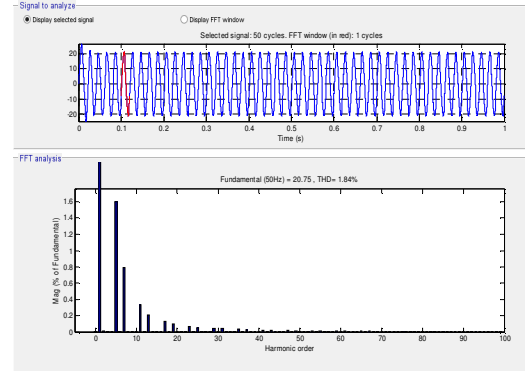 Signal to analyze
Display selected signal Display FFT window
Selected signal: 50 cycles. FFT window (in red): 1 cycles
20
10
0
-10
-20
0 0.1 0.2 0.3 0.4 0.5 0.6 0.7 0.8 0.9 1
Time (s)
FFT analysis
Fundamental (50Hz) = 20.75 , THD= 1.84%
Mag (% of Fundamental)
1.6
1.4
1.2
1
0.8
0.6
0.4
0.2
0
0 10 20 30 40 50 60 70 80 90 100
Harmonic order